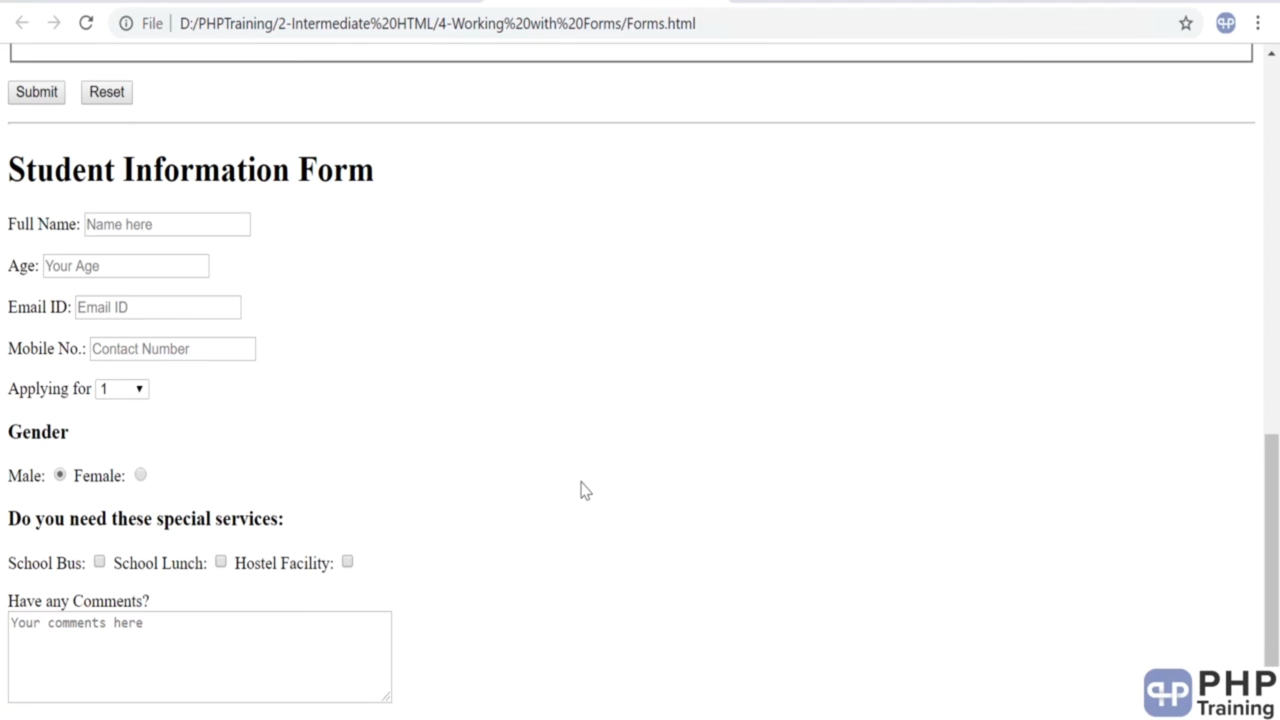 File | D:/PHPTraining/2-Intermediate%20HTML/4-Working%20with%20Forms/Forms.html
Submit Reset
Student Information Form
Full Name: Name here
Age: Your Age
Email ID: Email ID
Mobile No.: Contact Number
Applying for 1
Gender
Male: Female:
Do you need these special services:
School Bus: School Lunch: Hostel Facility:
Have any Comments?
Your comments here
PHP
Training